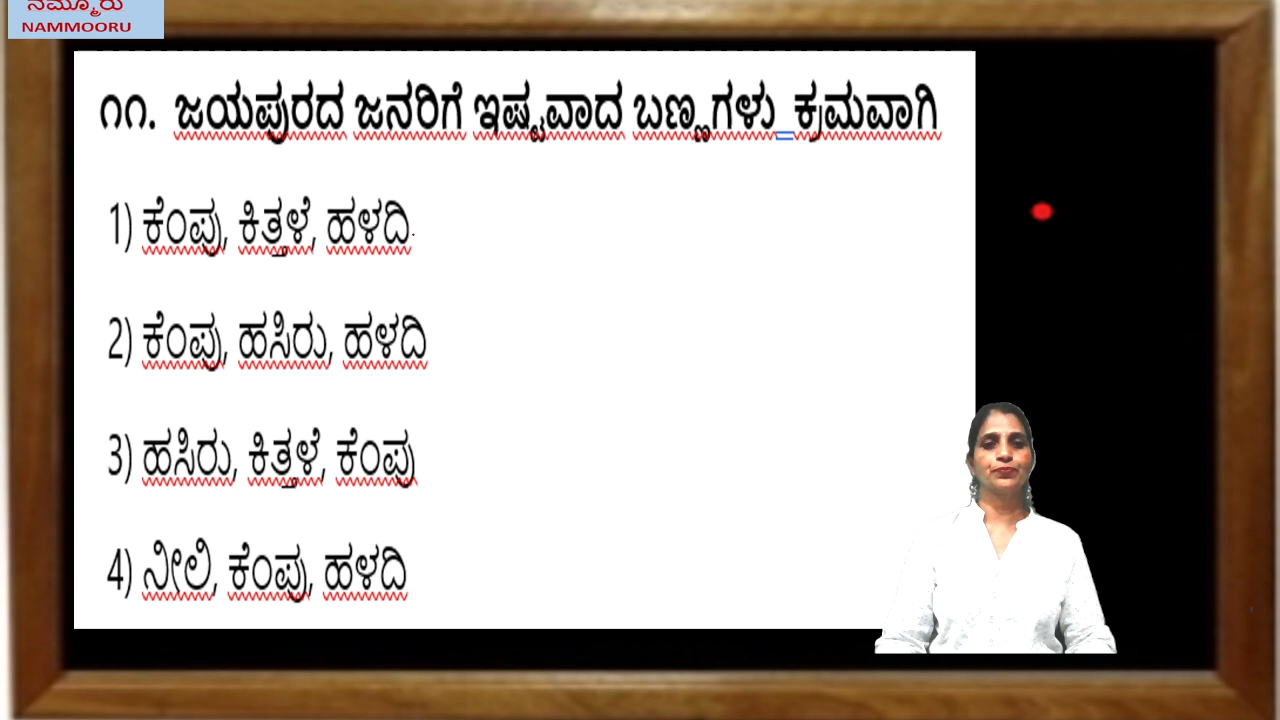 ನಮ್ಮೂರು
NAMMOORU
೧೧. ಜಯಪುರದ ಜನರಿಗೆ ಇಷ್ಟವಾದ ಬಣ್ಣಗಳು ಕ್ರಮವಾಗಿ
1) ಕೆಂಪು, ಕಿತ್ತಳೆ, ಹಳದಿ.
2) ಕೆಂಪು, ಹಸಿರು, ಹಳದಿ
3) ಹಸಿರು, ಕಿತ್ತಳೆ, ಕೆಂಪು
4) ನೀಲಿ, ಕೆಂಪು, ಹಳದಿ